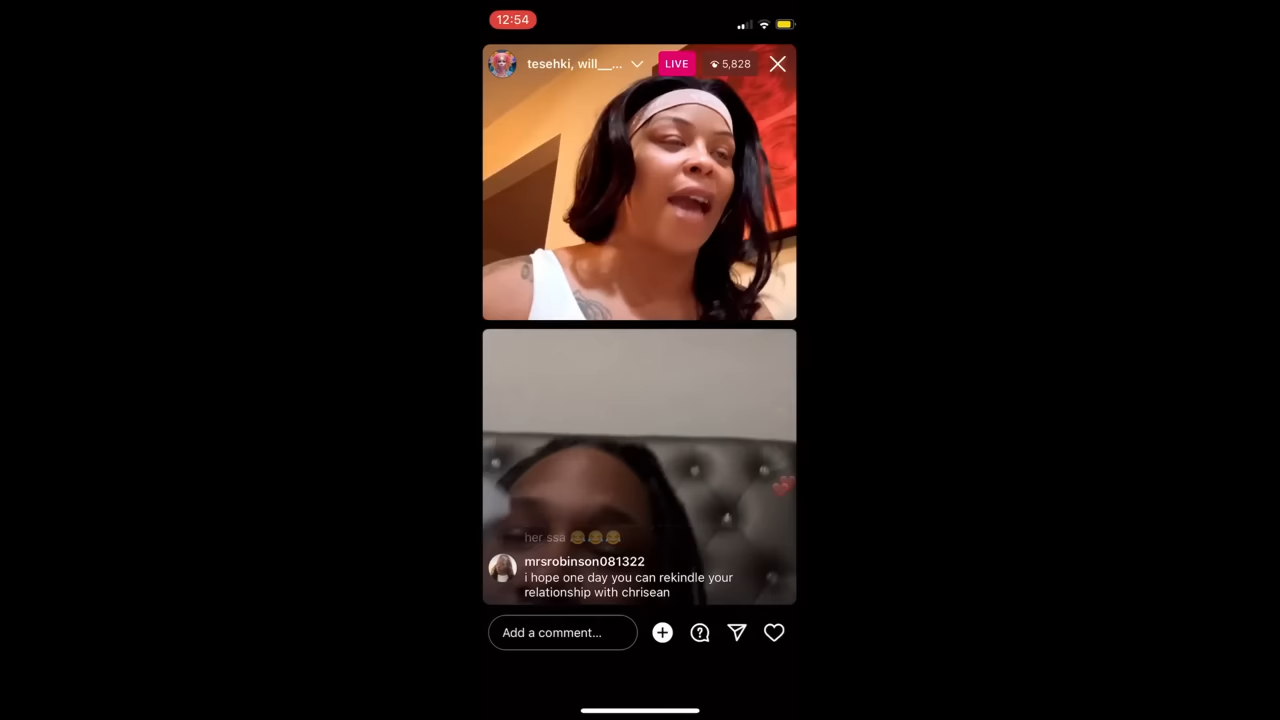 12:54
tesehki, will__...
LIVE
5,828
her ssa 😂😂😂
mrsrobinson081322
i hope one day you can rekindle your
relationship with chrisean
Add a comment...